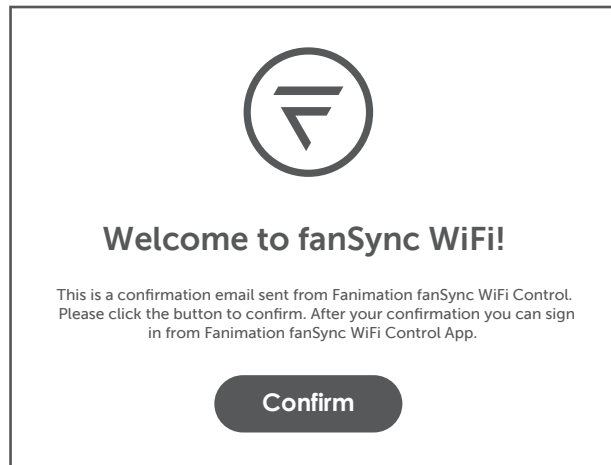 Welcome to fanSync WiFi!
This is a confirmation email sent from Fanimation fanSync WiFi Control.
Please click the button to confirm. After your confirmation you can sign
in from Fanimation fanSync WiFi Control App.
Confirm